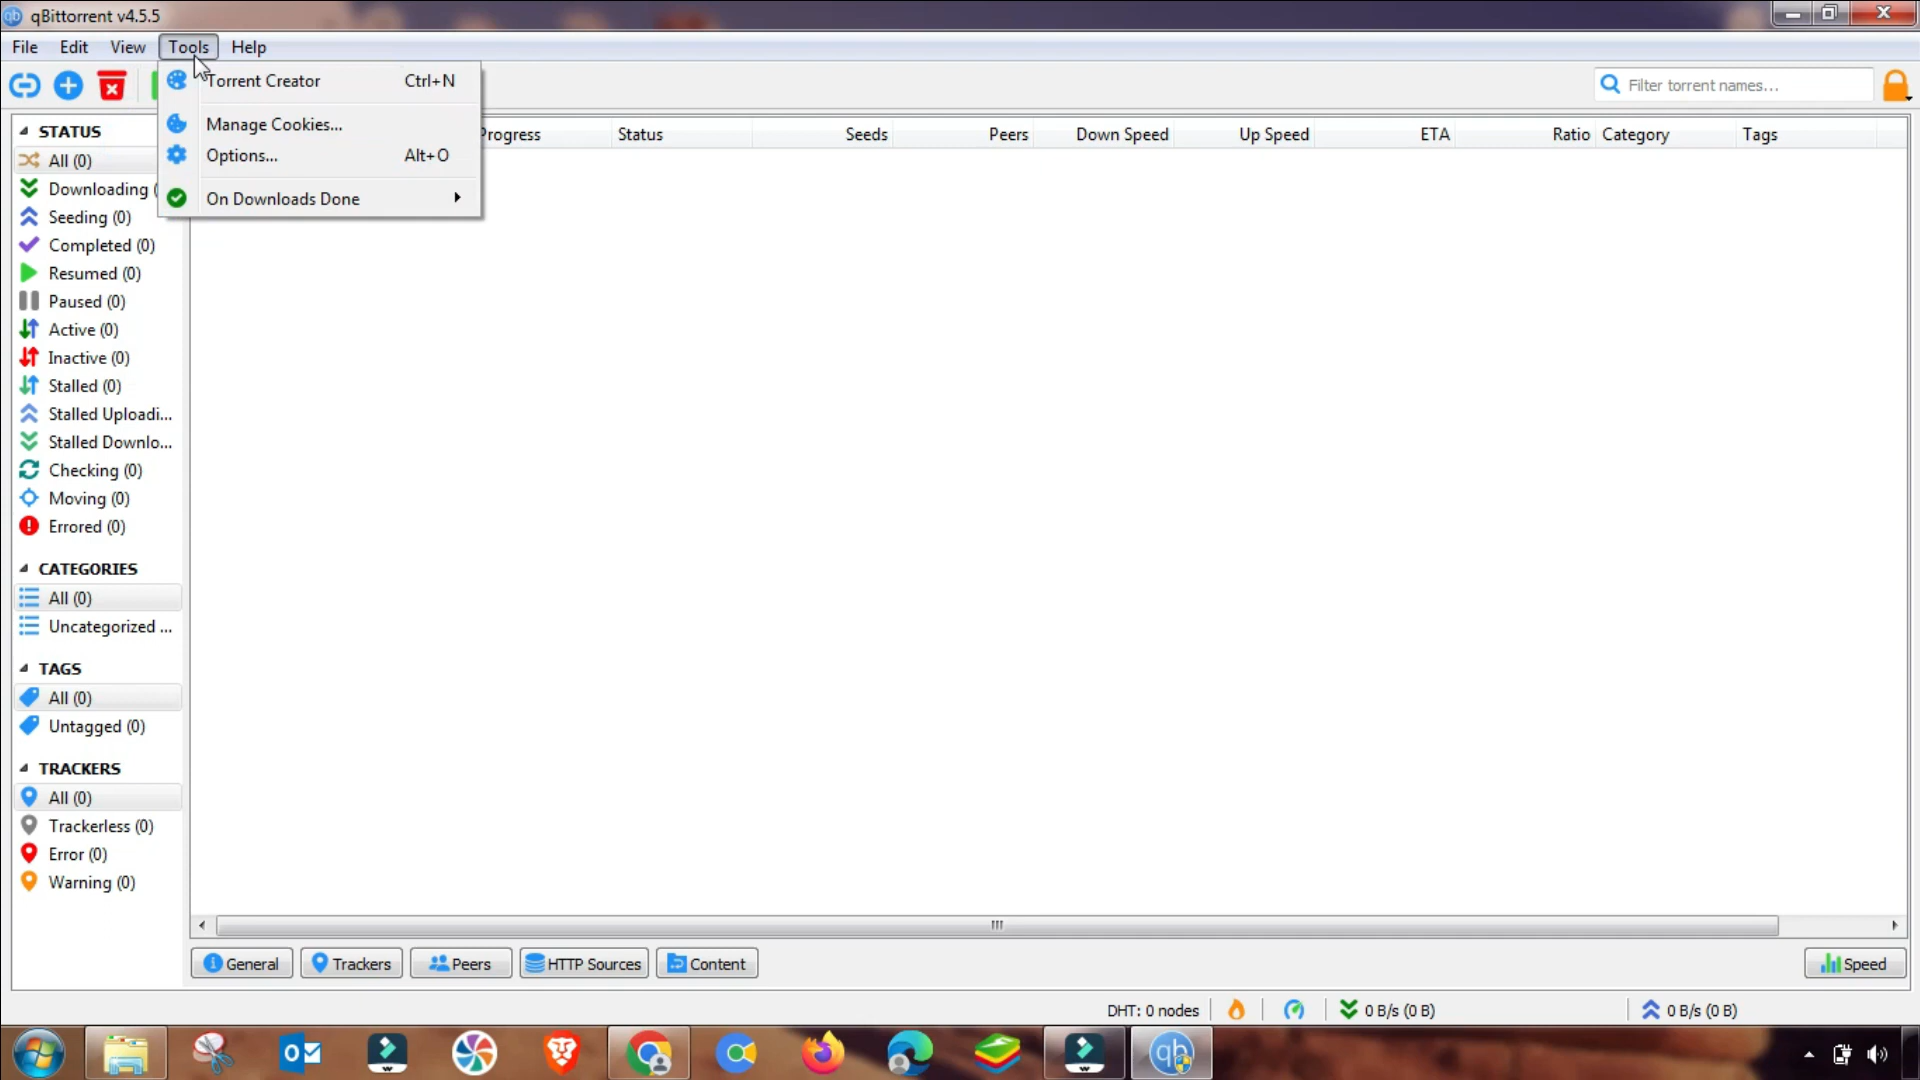 qBittorrent v4.5.5
File Edit View Tools Help
Torrent Creator Ctrl+N
Manage Cookies...
Options... Alt+O
On Downloads Done
Filter torrent names...
Progress Status Seeds Peers Down Speed Up Speed ETA Ratio Category Tags
STATUS
All (0)
Downloading (
Seeding (0)
Completed (0)
Resumed (0)
Paused (0)
Active (0)
Inactive (0)
Stalled (0)
Stalled Uploadi...
Stalled Downlo...
Checking (0)
Moving (0)
Errored (0)
CATEGORIES
All (0)
Uncategorized ...
TAGS
All (0)
Untagged (0)
TRACKERS
All (0)
Trackerless (0)
Error (0)
Warning (0)
General Trackers Peers HTTP Sources Content Speed
DHT: 0 nodes 0 B/s (0 B) 0 B/s (0 B)